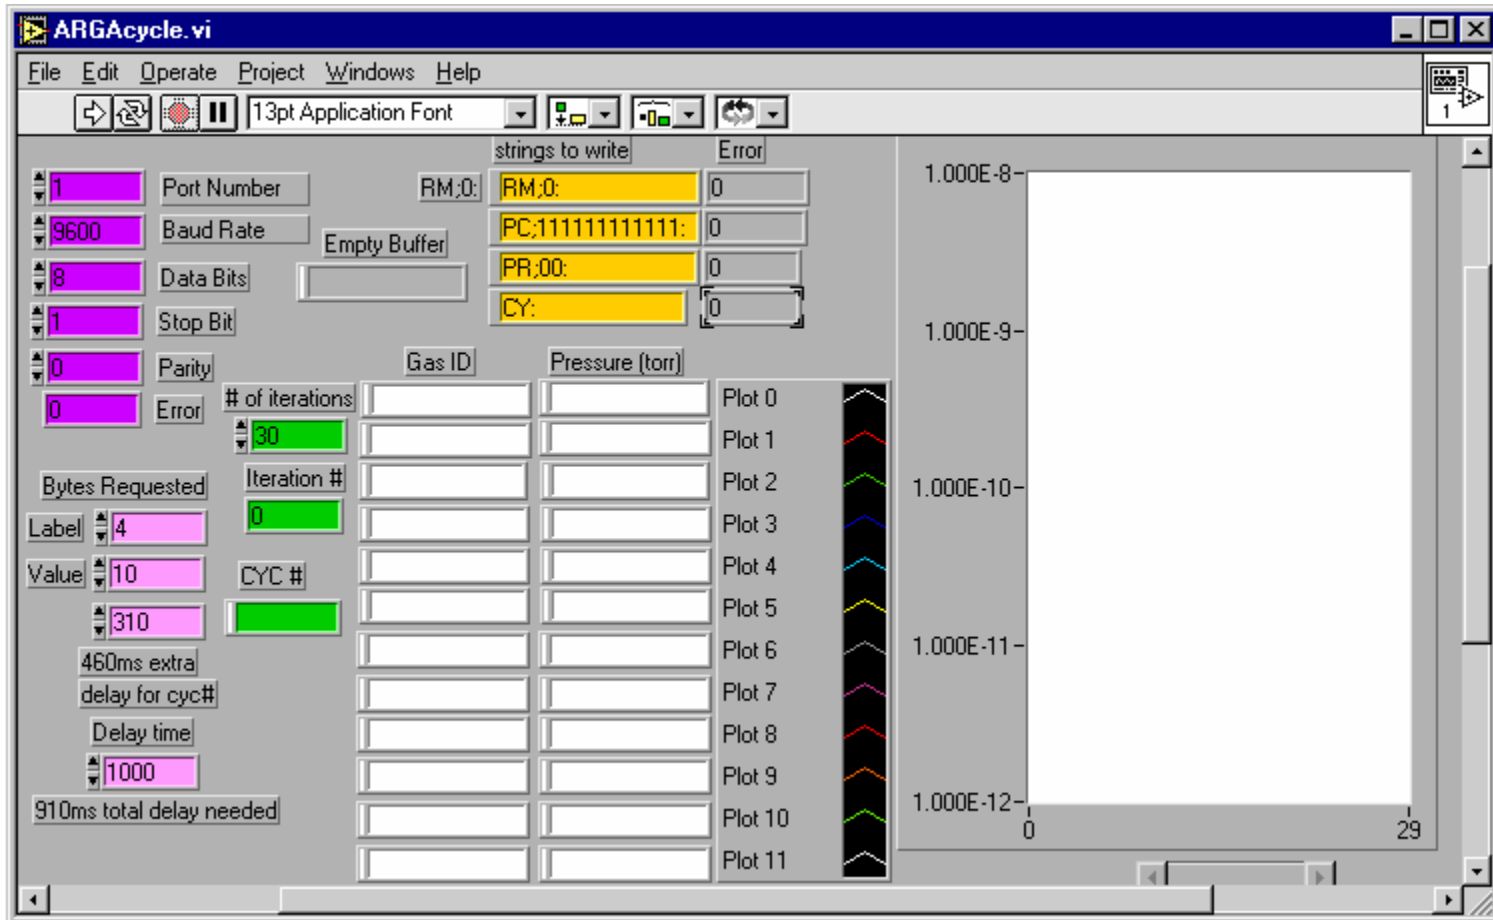 ARGAcycle.vi
File Edit Operate Project Windows Help
13pt Application Font
1
strings to write Error
1 Port Number RM;0: RM;0: 0
9600 Baud Rate Empty Buffer PC;111111111111: 0
8 Data Bits PR;00: 0
1 Stop Bit CY: 0
0 Parity
0 Error
Gas ID Pressure (torr)
# of iterations
30
Iteration #
0
Bytes Requested
Label 4
Value 10
310
CYC #
460ms extra
delay for cyc#
Delay time
1000
910ms total delay needed
Plot 0
Plot 1
Plot 2
Plot 3
Plot 4
Plot 5
Plot 6
Plot 7
Plot 8
Plot 9
Plot 10
Plot 11
1.000E-8
1.000E-9
1.000E-10
1.000E-11
1.000E-12
0 29